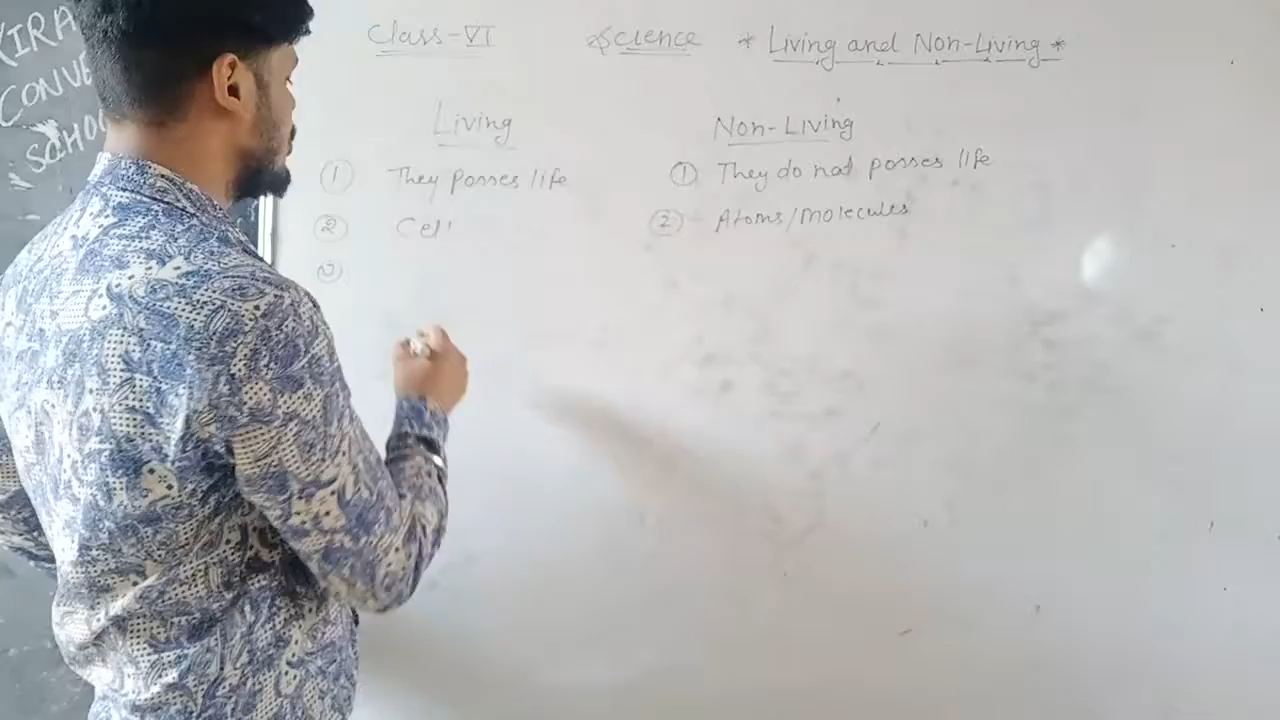 KIRA
CONVE
SCHOO
Class-VI Science * Living and Non-Living *
Living Non-Living
① They posses life ① They do not posses life
② Cell ② Atoms/Molecules
③